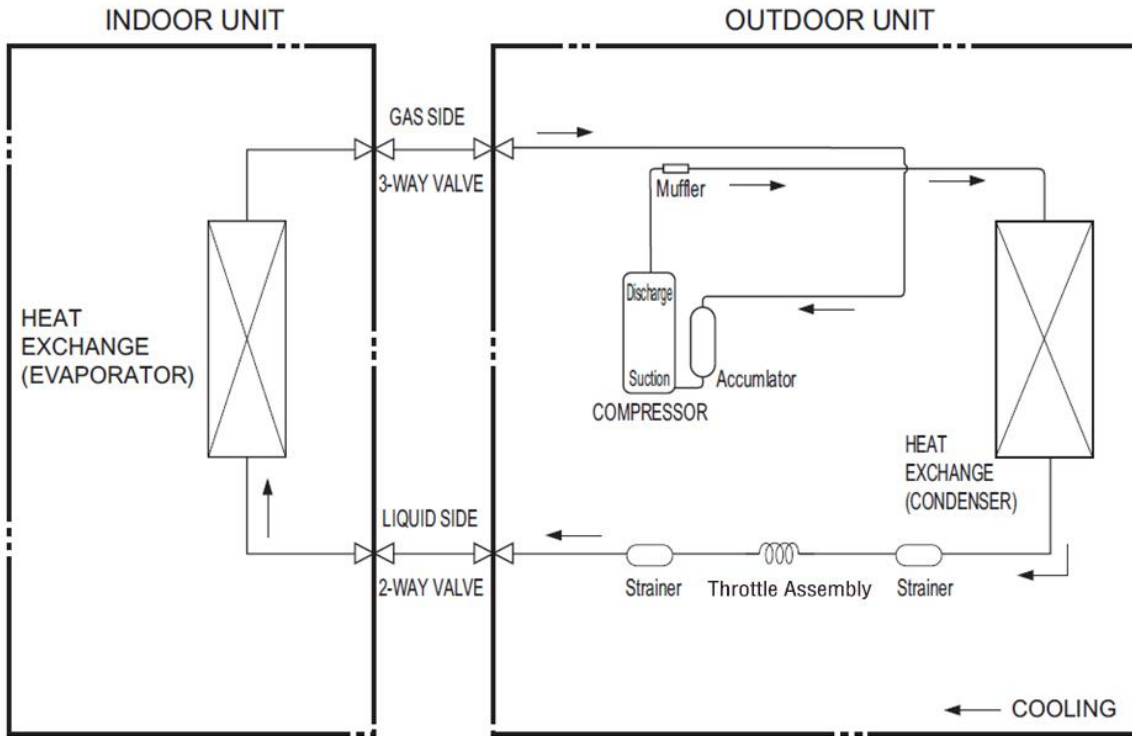 INDOOR UNIT
OUTDOOR UNIT
GAS SIDE
3-WAY VALVE
Muffler
HEAT
EXCHANGE
(EVAPORATOR)
Discharge
Suction
Accumlator
COMPRESSOR
HEAT
EXCHANGE
(CONDENSER)
LIQUID SIDE
2-WAY VALVE
Strainer
Throttle Assembly
Strainer
COOLING